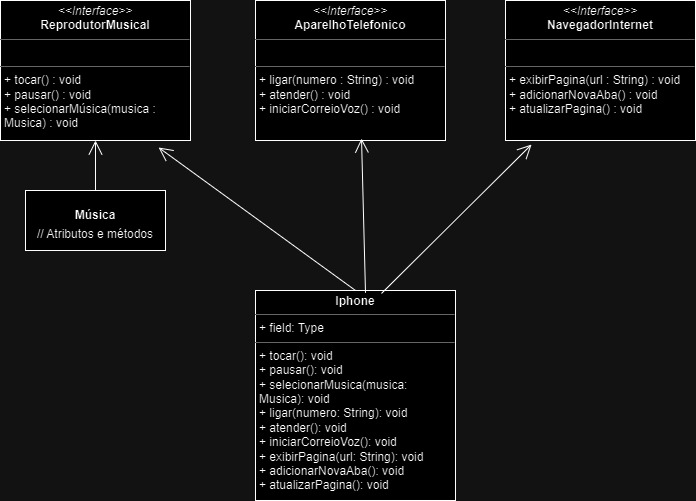 <<Interface>>
ReprodutorMusical
+ tocar() : void
+ pausar() : void
+ selecionarMúsica(musica :
Musica) : void
<<Interface>>
AparelhoTelefonico
+ ligar(numero : String) : void
+ atender() : void
+ iniciarCorreioVoz() : void
<<Interface>>
NavegadorInternet
+ exibirPagina(url : String) : void
+ adicionarNovaAba() : void
+ atualizarPagina() : void
Música
// Atributos e métodos
Iphone
+ field: Type
+ tocar(): void
+ pausar(): void
+ selecionarMusica(musica:
Musica): void
+ ligar(numero: String): void
+ atender(): void
+ iniciarCorreioVoz(): void
+ exibirPagina(url: String): void
+ adicionarNovaAba(): void
+ atualizarPagina(): void